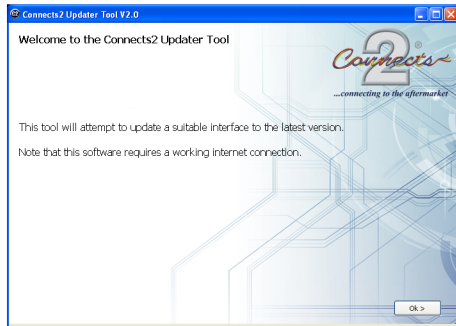 Connects2 Updater Tool V2.0
Welcome to the Connects2 Updater Tool
Connects2®
...connecting to the aftermarket
This tool will attempt to update a suitable interface to the latest version.
Note that this software requires a working internet connection.
Ok >